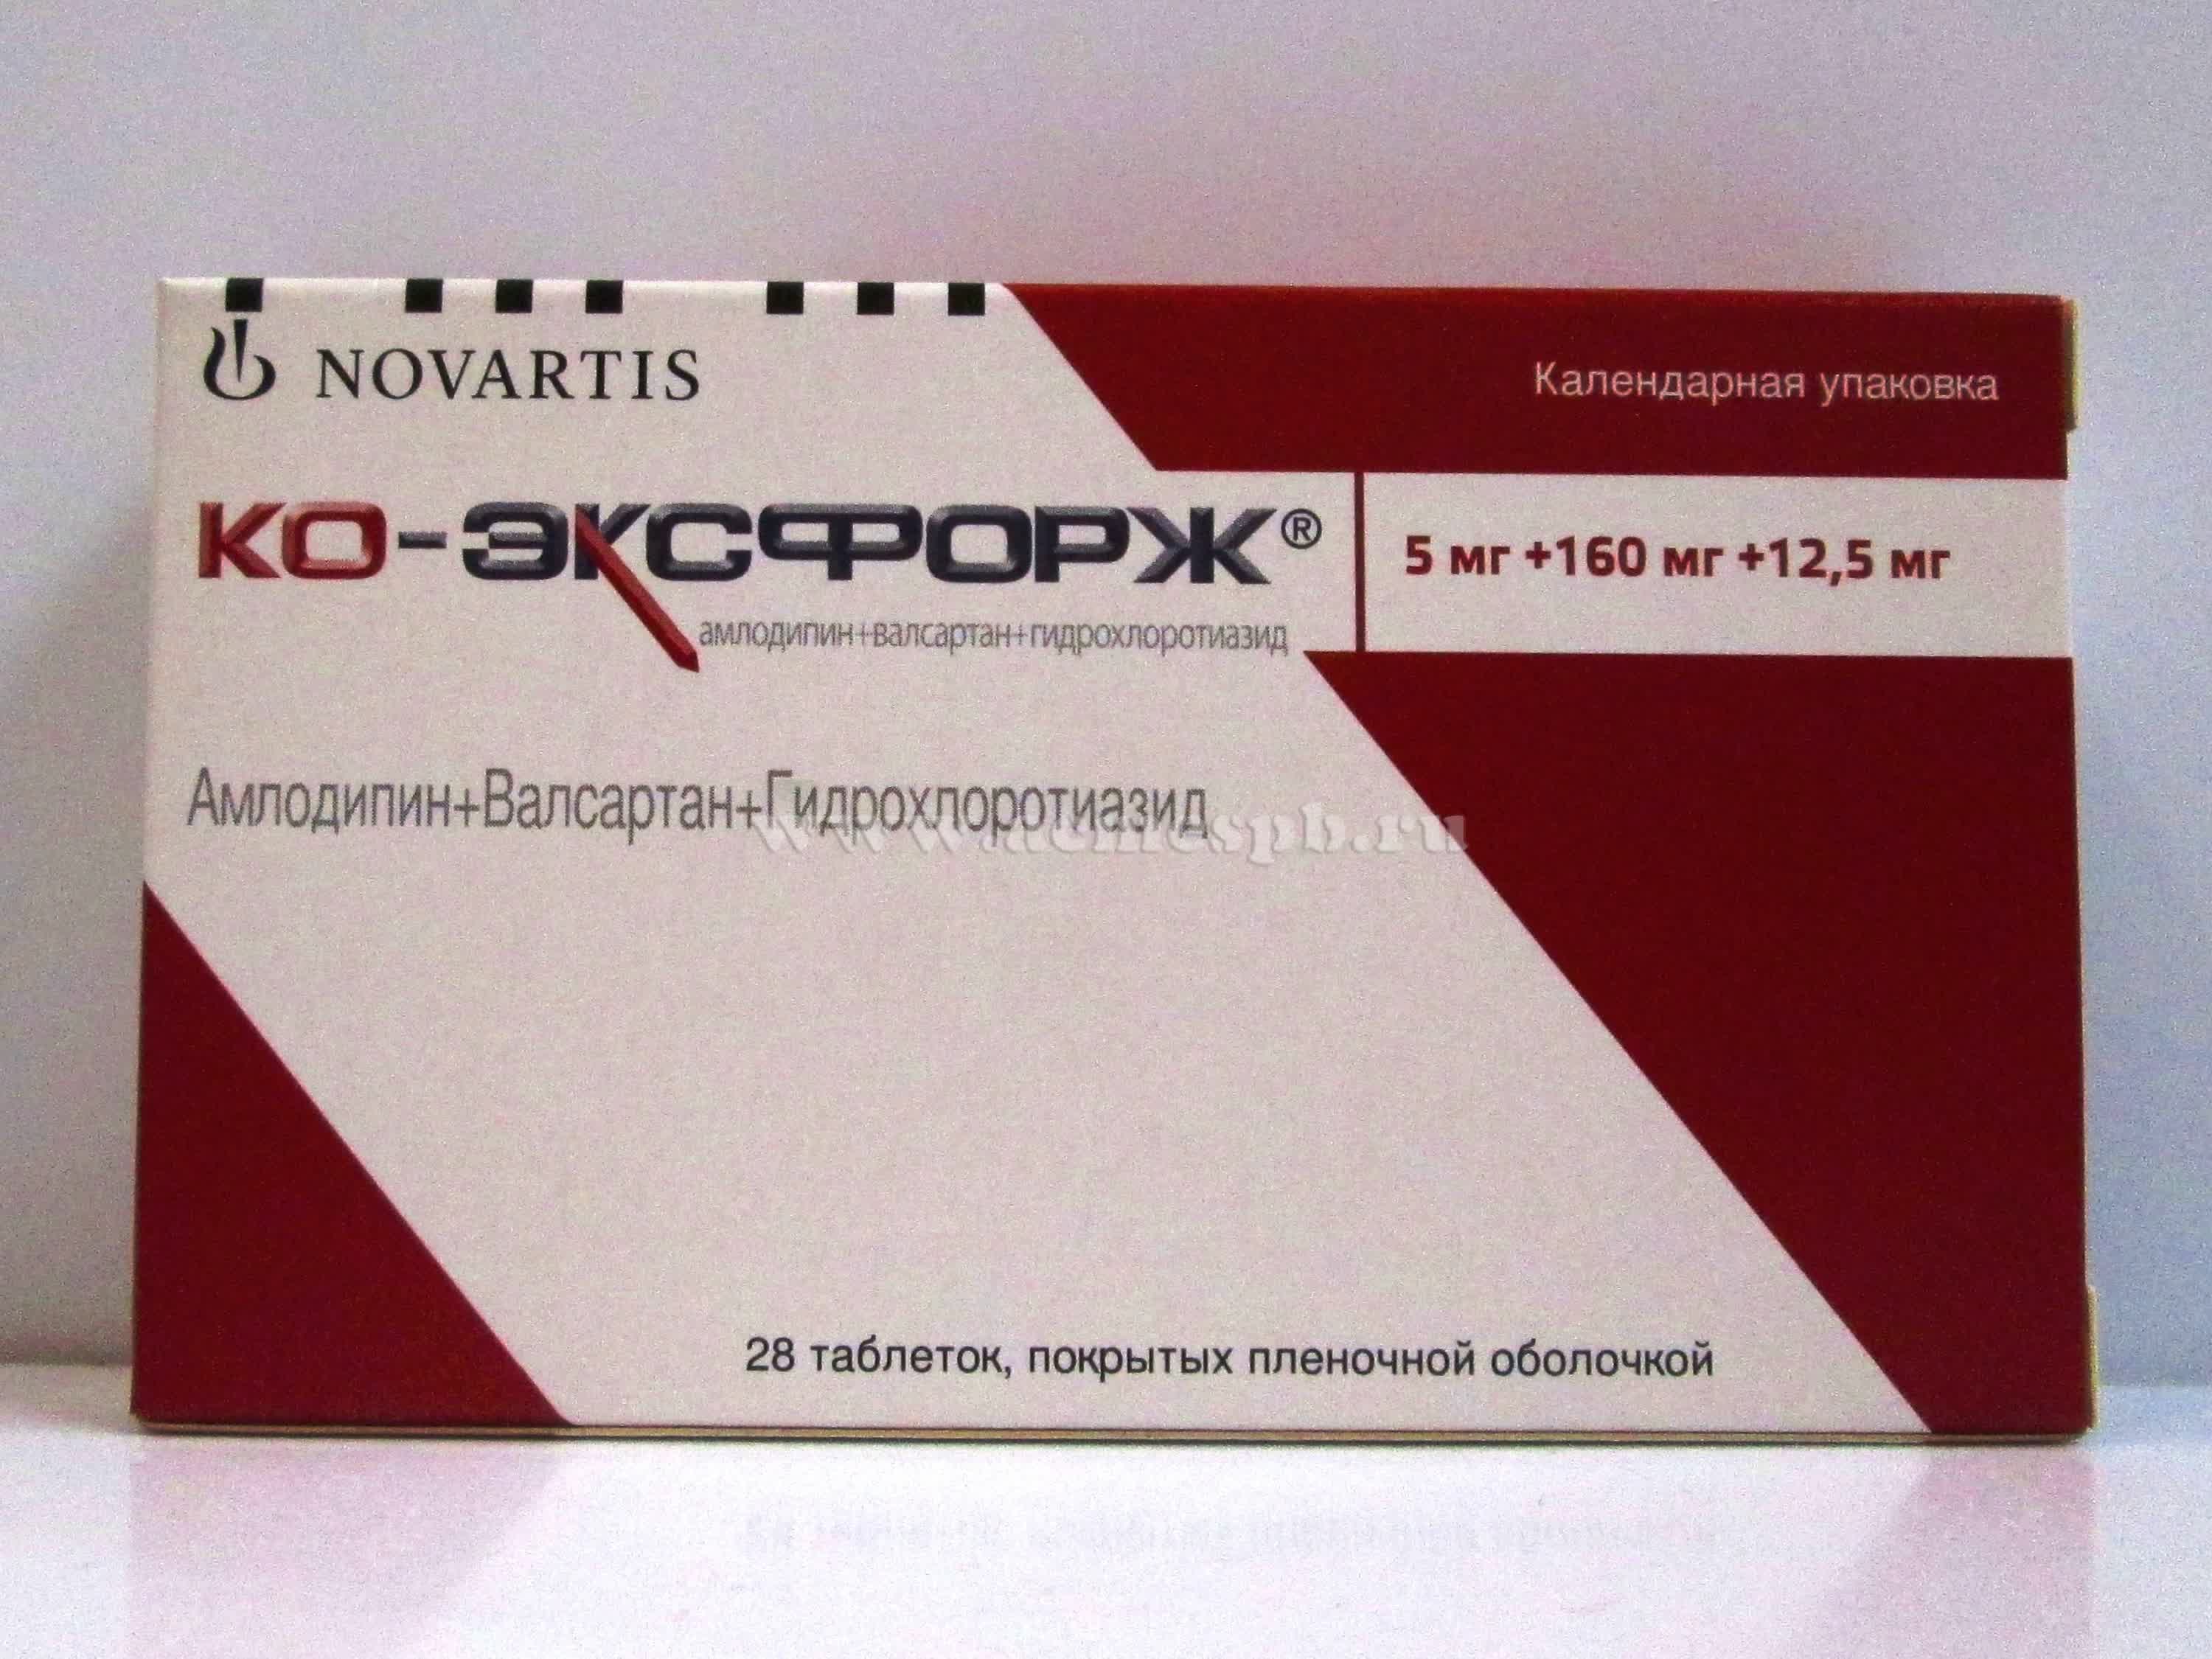 NOVARTIS
Календарная упаковка
КО-ЭКСФОРЖ®
5 мг +160 мг +12,5 мг
амлодипин+валсартан+гидрохлоротиазид
Амлодипин+Валсартан+Гидрохлоротиазид
28 таблеток, покрытых пленочной оболочкой